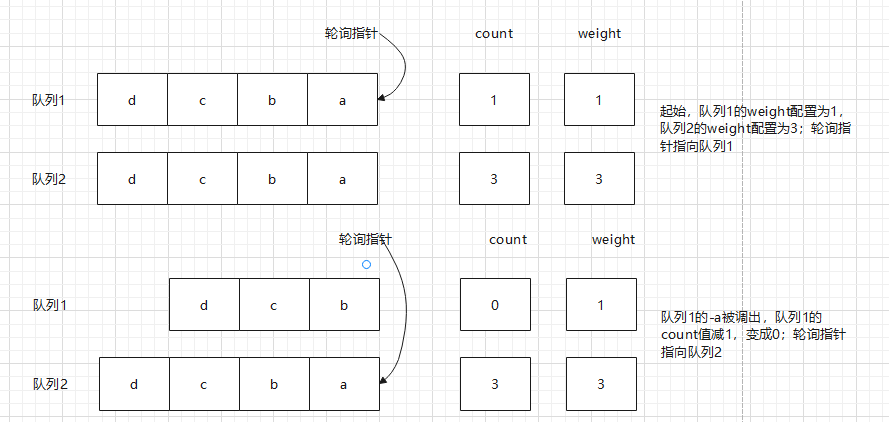 轮询指针 count weight
队列1 d c b a 1 1
起始，队列1的weight配置为1，
队列2的weight配置为3；轮询指
针指向队列1
队列2 d c b a 3 3
轮询指针 count weight
队列1 d c b 0 1
队列1的-a被调出，队列1的
count值减1，变成0；轮询指针
指向队列2
队列2 d c b a 3 3